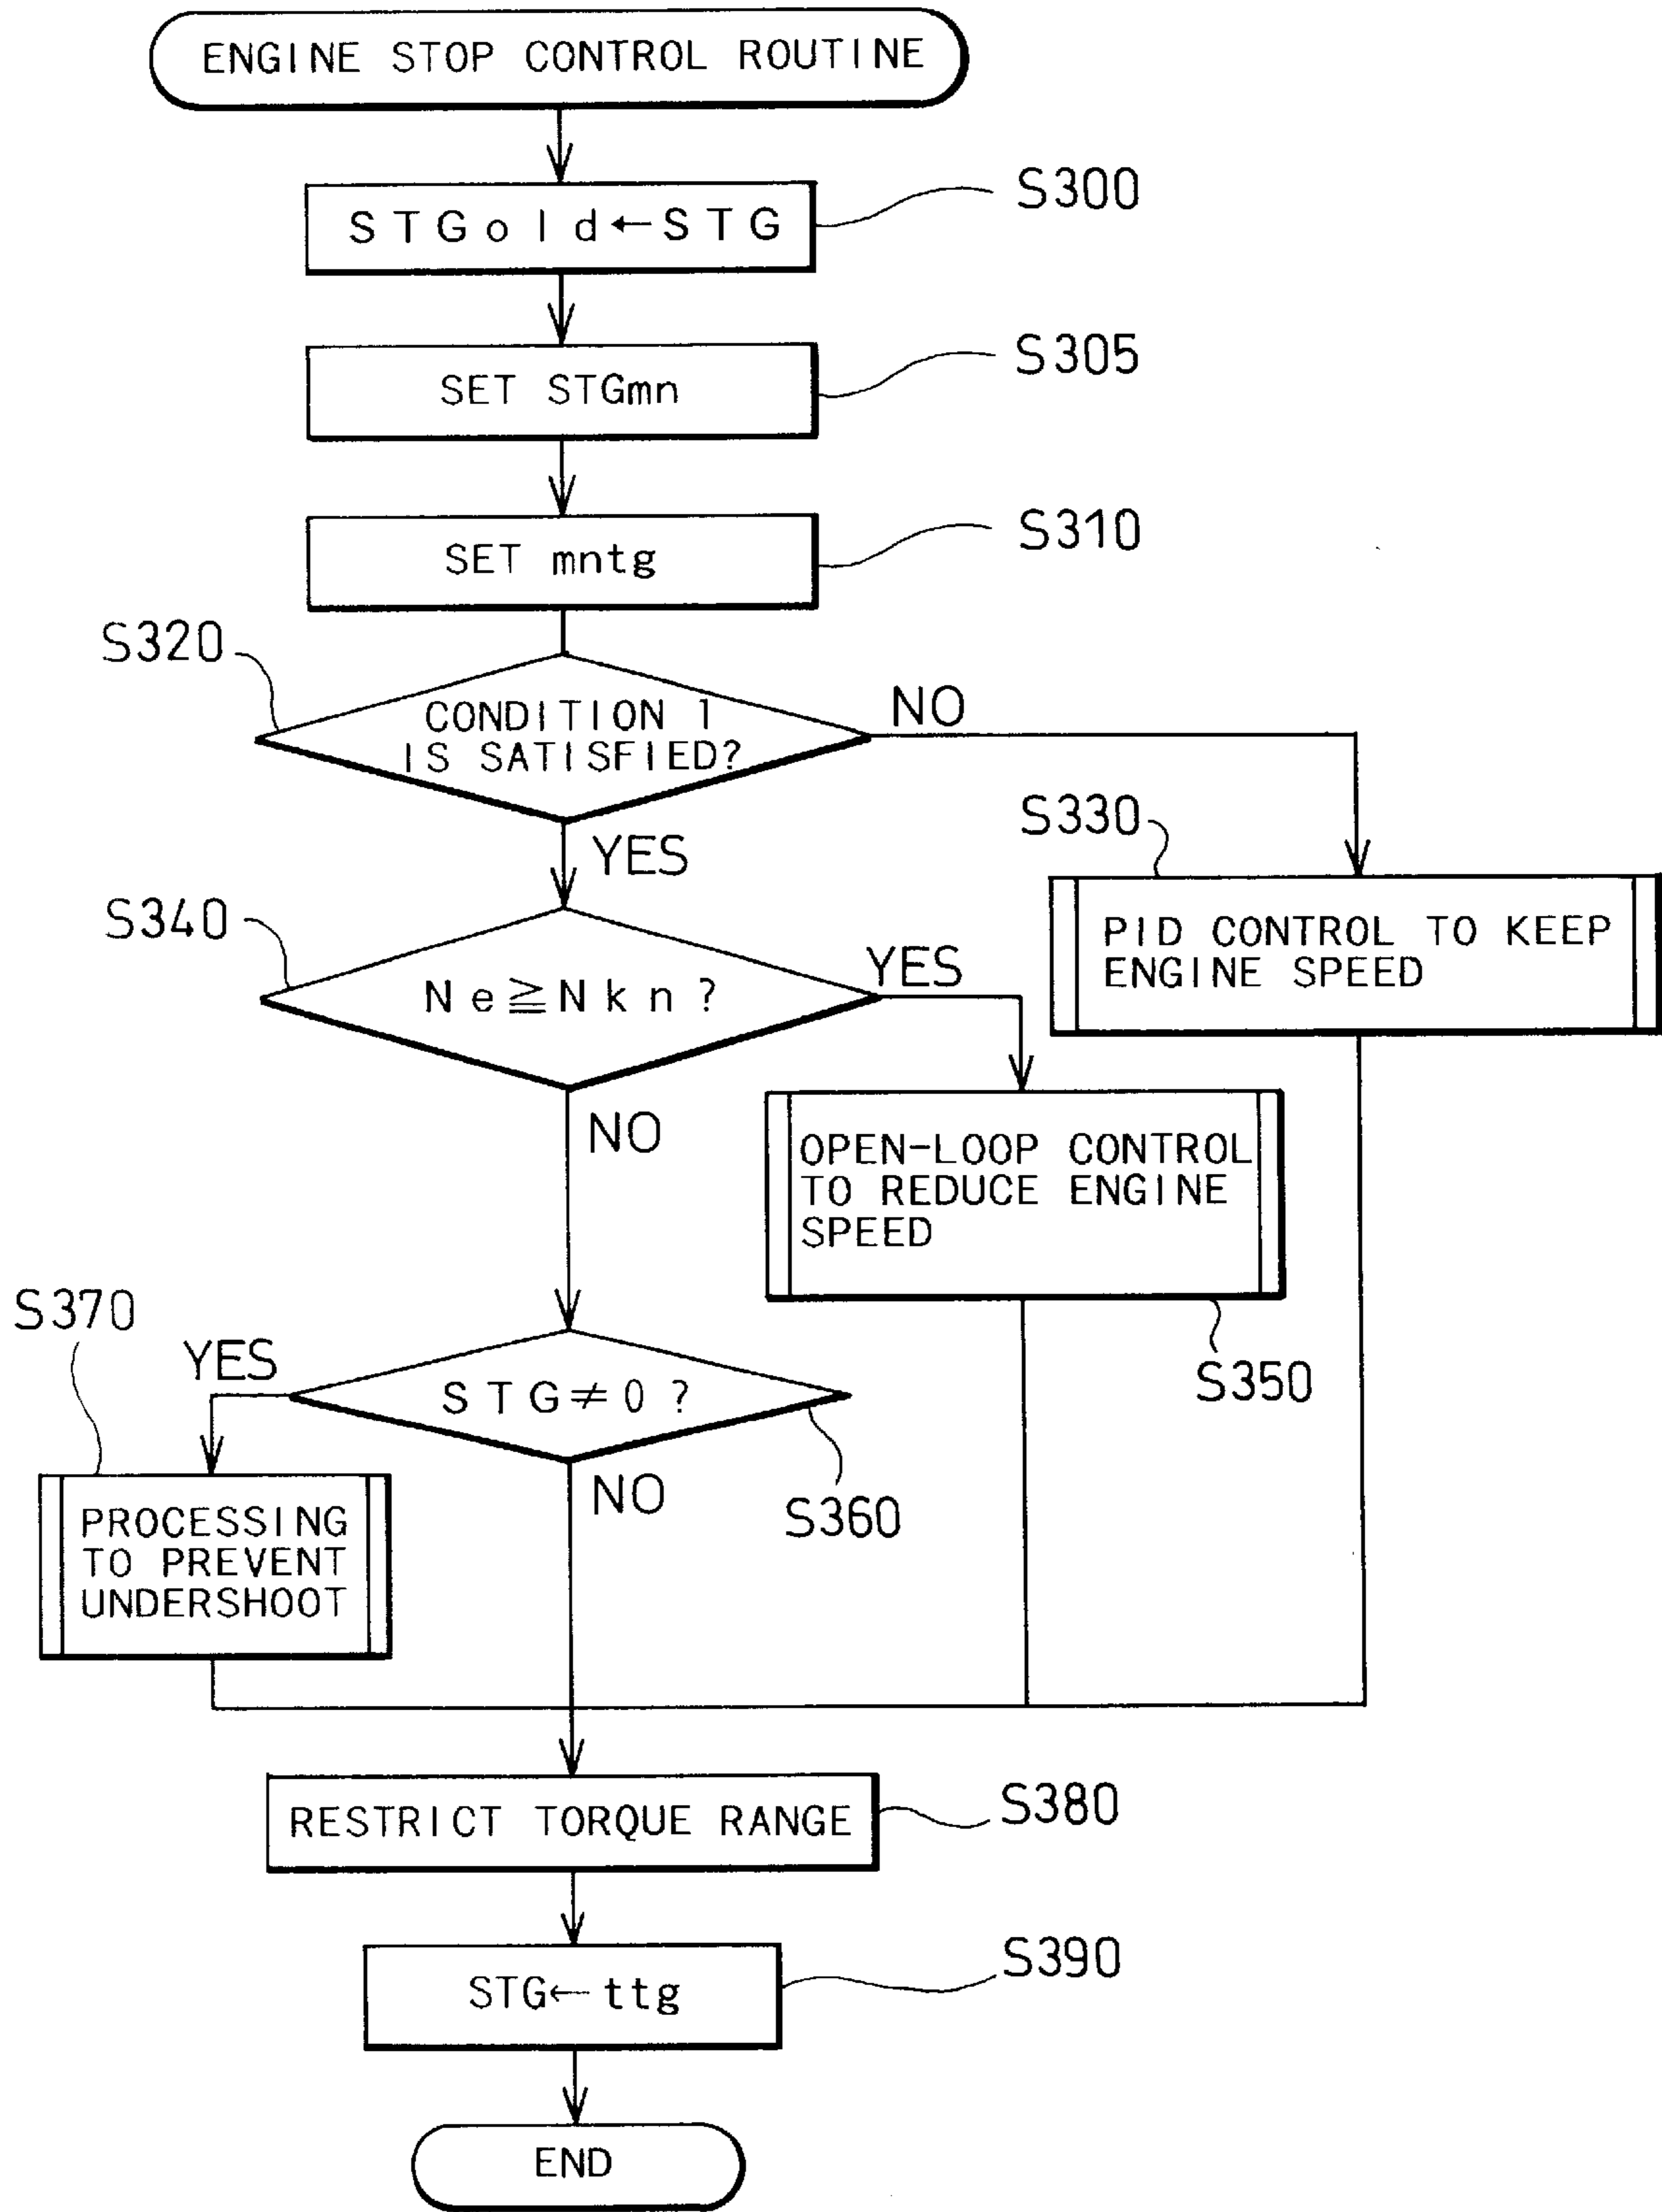 ENGINE STOP CONTROL ROUTINE
STGold←STG
S300
SET STGmn
S305
SET mntg
S310
S320
CONDITION 1
IS SATISFIED?
NO
YES
S330
PID CONTROL TO KEEP
ENGINE SPEED
S340
Ne≧Nkn?
YES
NO
OPEN-LOOP CONTROL
TO REDUCE ENGINE
SPEED
S350
S370
YES
STG≠0?
NO
S360
PROCESSING
TO PREVENT
UNDERSHOOT
RESTRICT TORQUE RANGE
S380
STG←ttg
S390
END